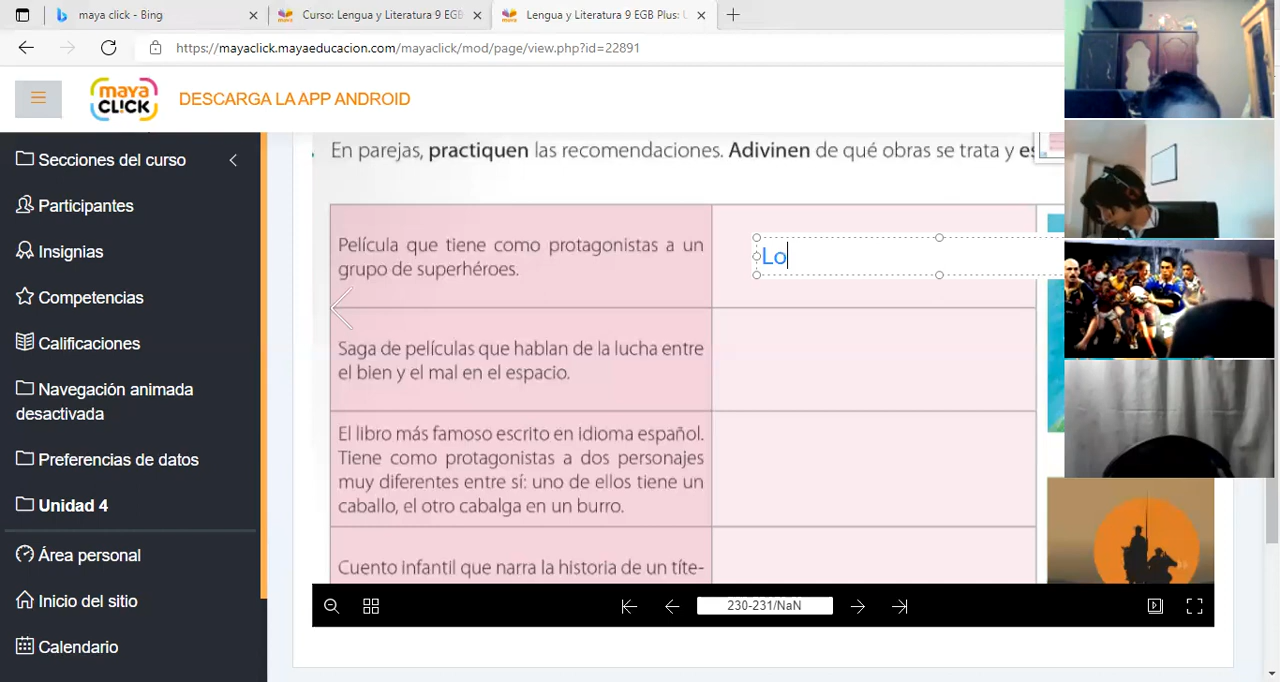 maya click - Bing
Curso: Lengua y Literatura 9 EGB
Lengua y Literatura 9 EGB Plus: U
https://mayaclick.mayaeducacion.com/mayaclick/mod/page/view.php?id=22891
maya
CLICK
DESCARGA LA APP ANDROID
Secciones del curso
Participantes
Insignias
Competencias
Calificaciones
Navegación animada
desactivada
Preferencias de datos
Unidad 4
Área personal
Inicio del sitio
Calendario
En parejas, practiquen las recomendaciones. Adivinen de qué obras se trata y es
Película que tiene como protagonistas a un
grupo de superhéroes.
Lo
Saga de películas que hablan de la lucha entre
el bien y el mal en el espacio.
El libro más famoso escrito en idioma español.
Tiene como protagonistas a dos personajes
muy diferentes entre sí: uno de ellos tiene un
caballo, el otro cabalga en un burro.
Cuento infantil que narra la historia de un títe-
230-231/NaN